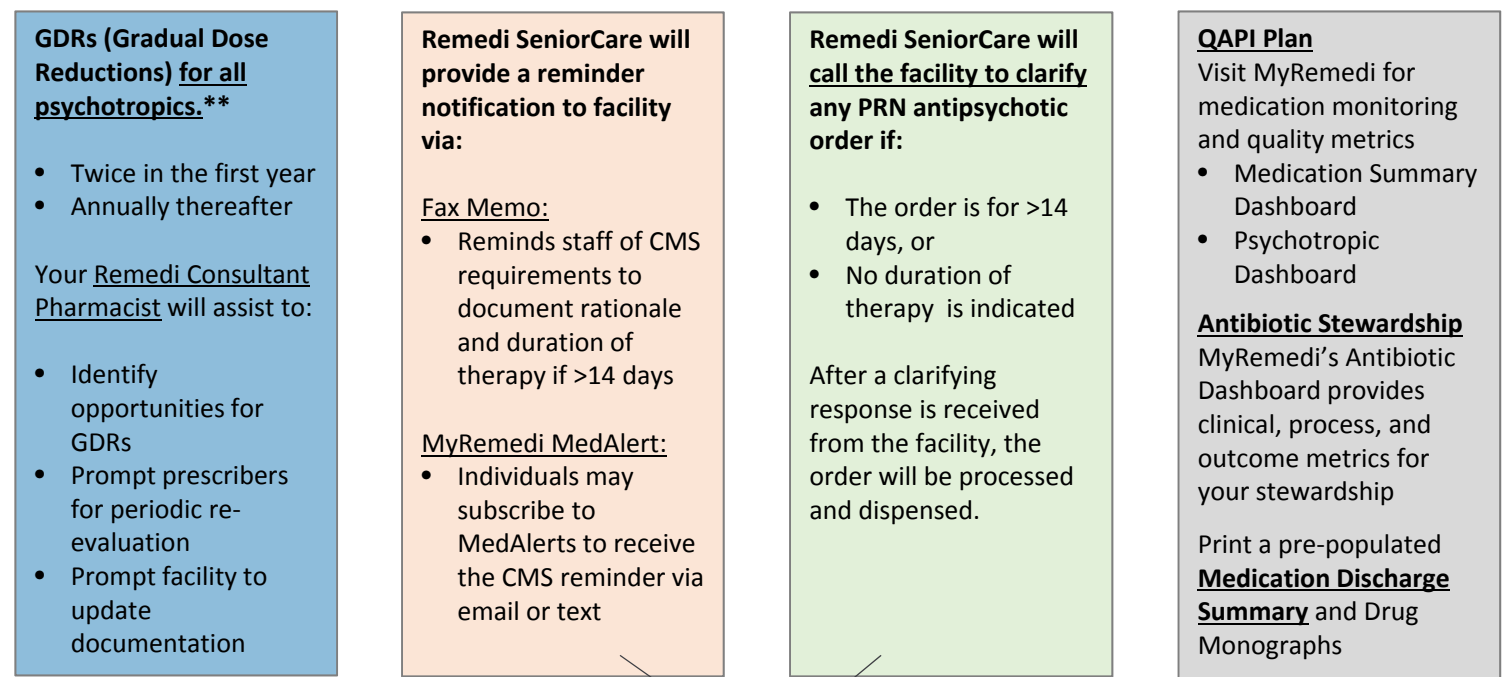 GDRs (Gradual Dose
Reductions) for all
psychotropics.**
• Twice in the first year
• Annually thereafter
Your Remedi Consultant
Pharmacist will assist to:
• Identify
opportunities for
GDRs
• Prompt prescribers
for periodic re-
evaluation
• Prompt facility to
update
documentation
Remedi SeniorCare will
provide a reminder
notification to facility
via:
Fax Memo:
• Reminds staff of CMS
requirements to
document rationale
and duration of
therapy if >14 days
MyRemedi MedAlert:
• Individuals may
subscribe to
MedAlerts to receive
the CMS reminder via
email or text
Remedi SeniorCare will
call the facility to clarify
any PRN antipsychotic
order if:
• The order is for >14
days, or
• No duration of
therapy is indicated
After a clarifying
response is received
from the facility, the
order will be processed
and dispensed.
QAPI Plan
Visit MyRemedi for
medication monitoring
and quality metrics
• Medication Summary
Dashboard
• Psychotropic
Dashboard
Antibiotic Stewardship
MyRemedi’s Antibiotic
Dashboard provides
clinical, process, and
outcome metrics for
your stewardship
Print a pre-populated
Medication Discharge
Summary and Drug
Monographs